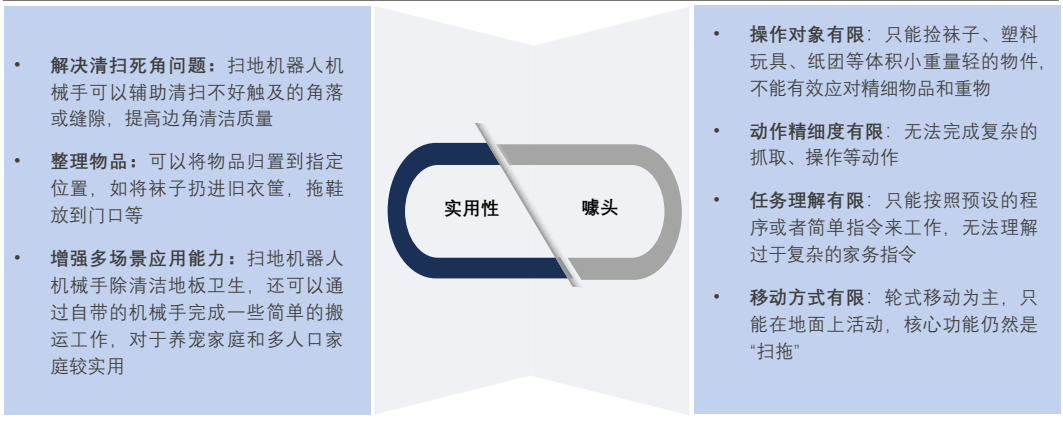 • 解决清扫死角问题：扫地机器人机
械手可以辅助清扫不好触及的角落
或缝隙，提高边角清洁质量
• 整理物品：可以将物品归置到指定
位置，如将袜子扔进旧衣筐，拖鞋
放到门口等
• 增强多场景应用能力：扫地机器人
机械手除清洁地板卫生，还可以通
过自带的机械手完成一些简单的搬
运工作，对于养宠家庭和多人口家
庭较实用
实用性
噱头
• 操作对象有限：只能捡袜子、塑料
玩具、纸团等体积小重量轻的物件，
不能有效应对精细物品和重物
• 动作精细度有限：无法完成复杂的
抓取、操作等动作
• 任务理解有限：只能按照预设的程
序或者简单指令来工作，无法理解
过于复杂的家务指令
• 移动方式有限：轮式移动为主，只
能在地面上活动，核心功能仍然是
“扫拖”